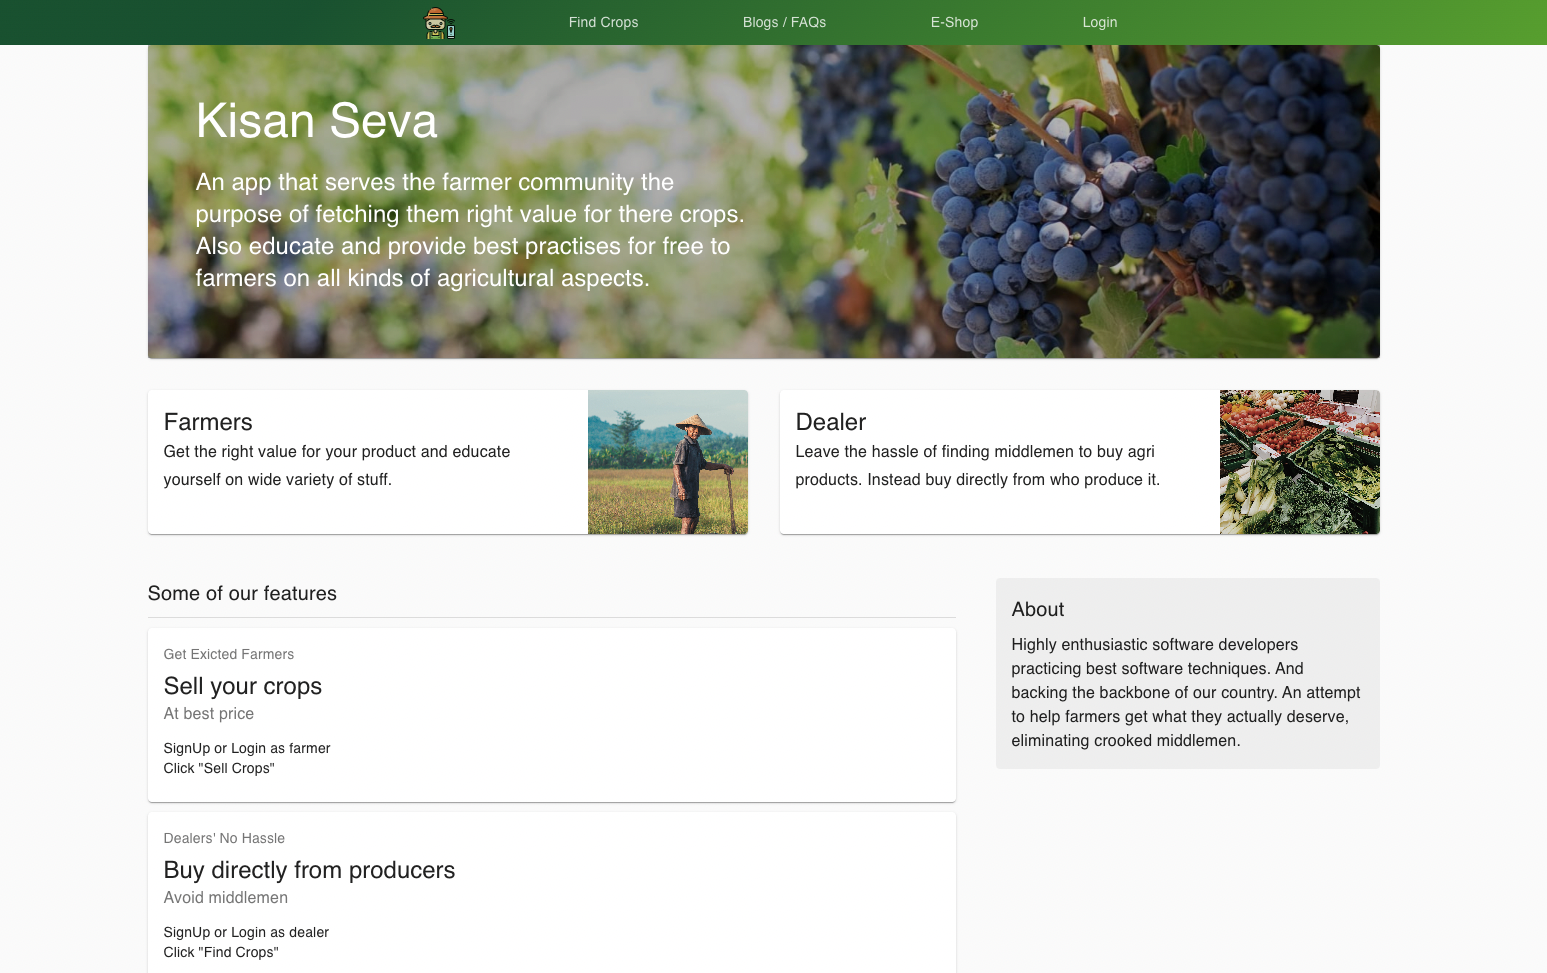 Find Crops
Blogs / FAQs
E-Shop
Login
Kisan Seva
An app that serves the farmer community the
purpose of fetching them right value for there crops.
Also educate and provide best practises for free to
farmers on all kinds of agricultural aspects.
Farmers
Get the right value for your product and educate
yourself on wide variety of stuff.
Dealer
Leave the hassle of finding middlemen to buy agri
products. Instead buy directly from who produce it.
Some of our features
Get Exicted Farmers
Sell your crops
At best price
SignUp or Login as farmer
Click "Sell Crops"
Dealers' No Hassle
Buy directly from producers
Avoid middlemen
SignUp or Login as dealer
Click "Find Crops"
About
Highly enthusiastic software developers
practicing best software techniques. And
backing the backbone of our country. An attempt
to help farmers get what they actually deserve,
eliminating crooked middlemen.